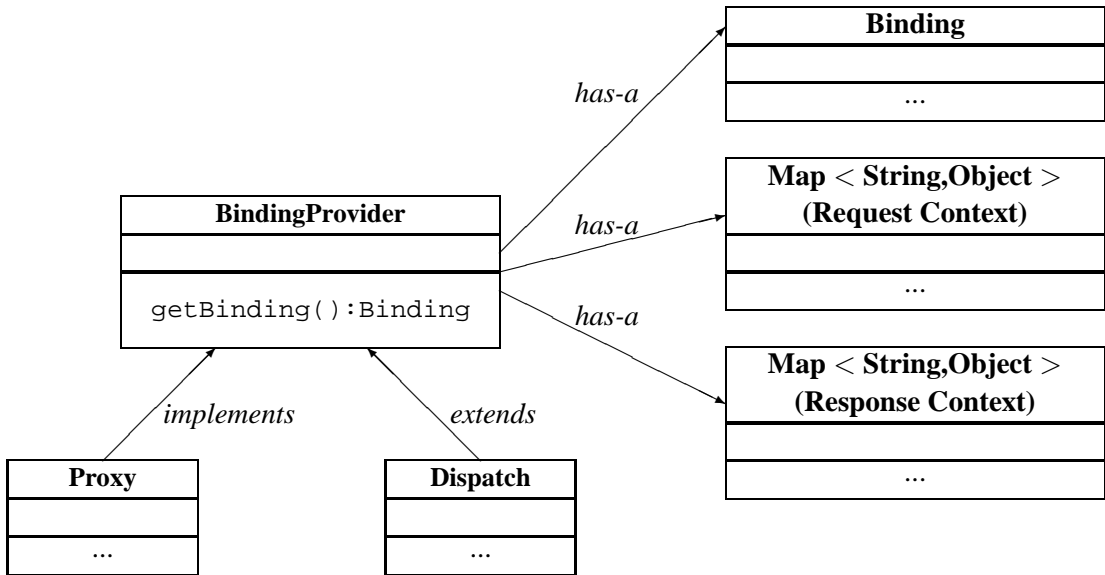 Binding
...
has-a
Map < String,Object >
(Request Context)
...
has-a
BindingProvider
getBinding():Binding
has-a
Map < String,Object >
(Response Context)
...
implements
extends
Proxy
...
Dispatch
...